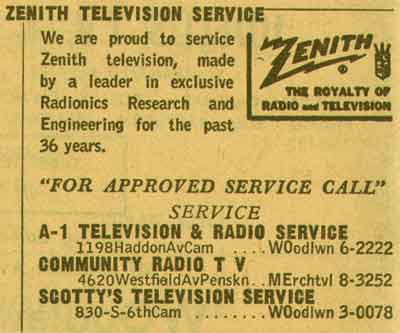 ZENITH TELEVISION SERVICE
We are proud to service
Zenith television, made
by a leader in exclusive
Radionics Research and
Engineering for the past
36 years.
ZENITH
®
THE ROYALTY OF
RADIO and TELEVISION
"FOR APPROVED SERVICE CALL"
SERVICE
A-1 TELEVISION & RADIO SERVICE
1198HaddonAvCam ....WOodlwn 6-2222
COMMUNITY RADIO T V
4620WestfieldAvPenskn..MErchtvl 8-3252
SCOTTY'S TELEVISION SERVICE
830-S-6thCam ........WOodlwn 3-0078